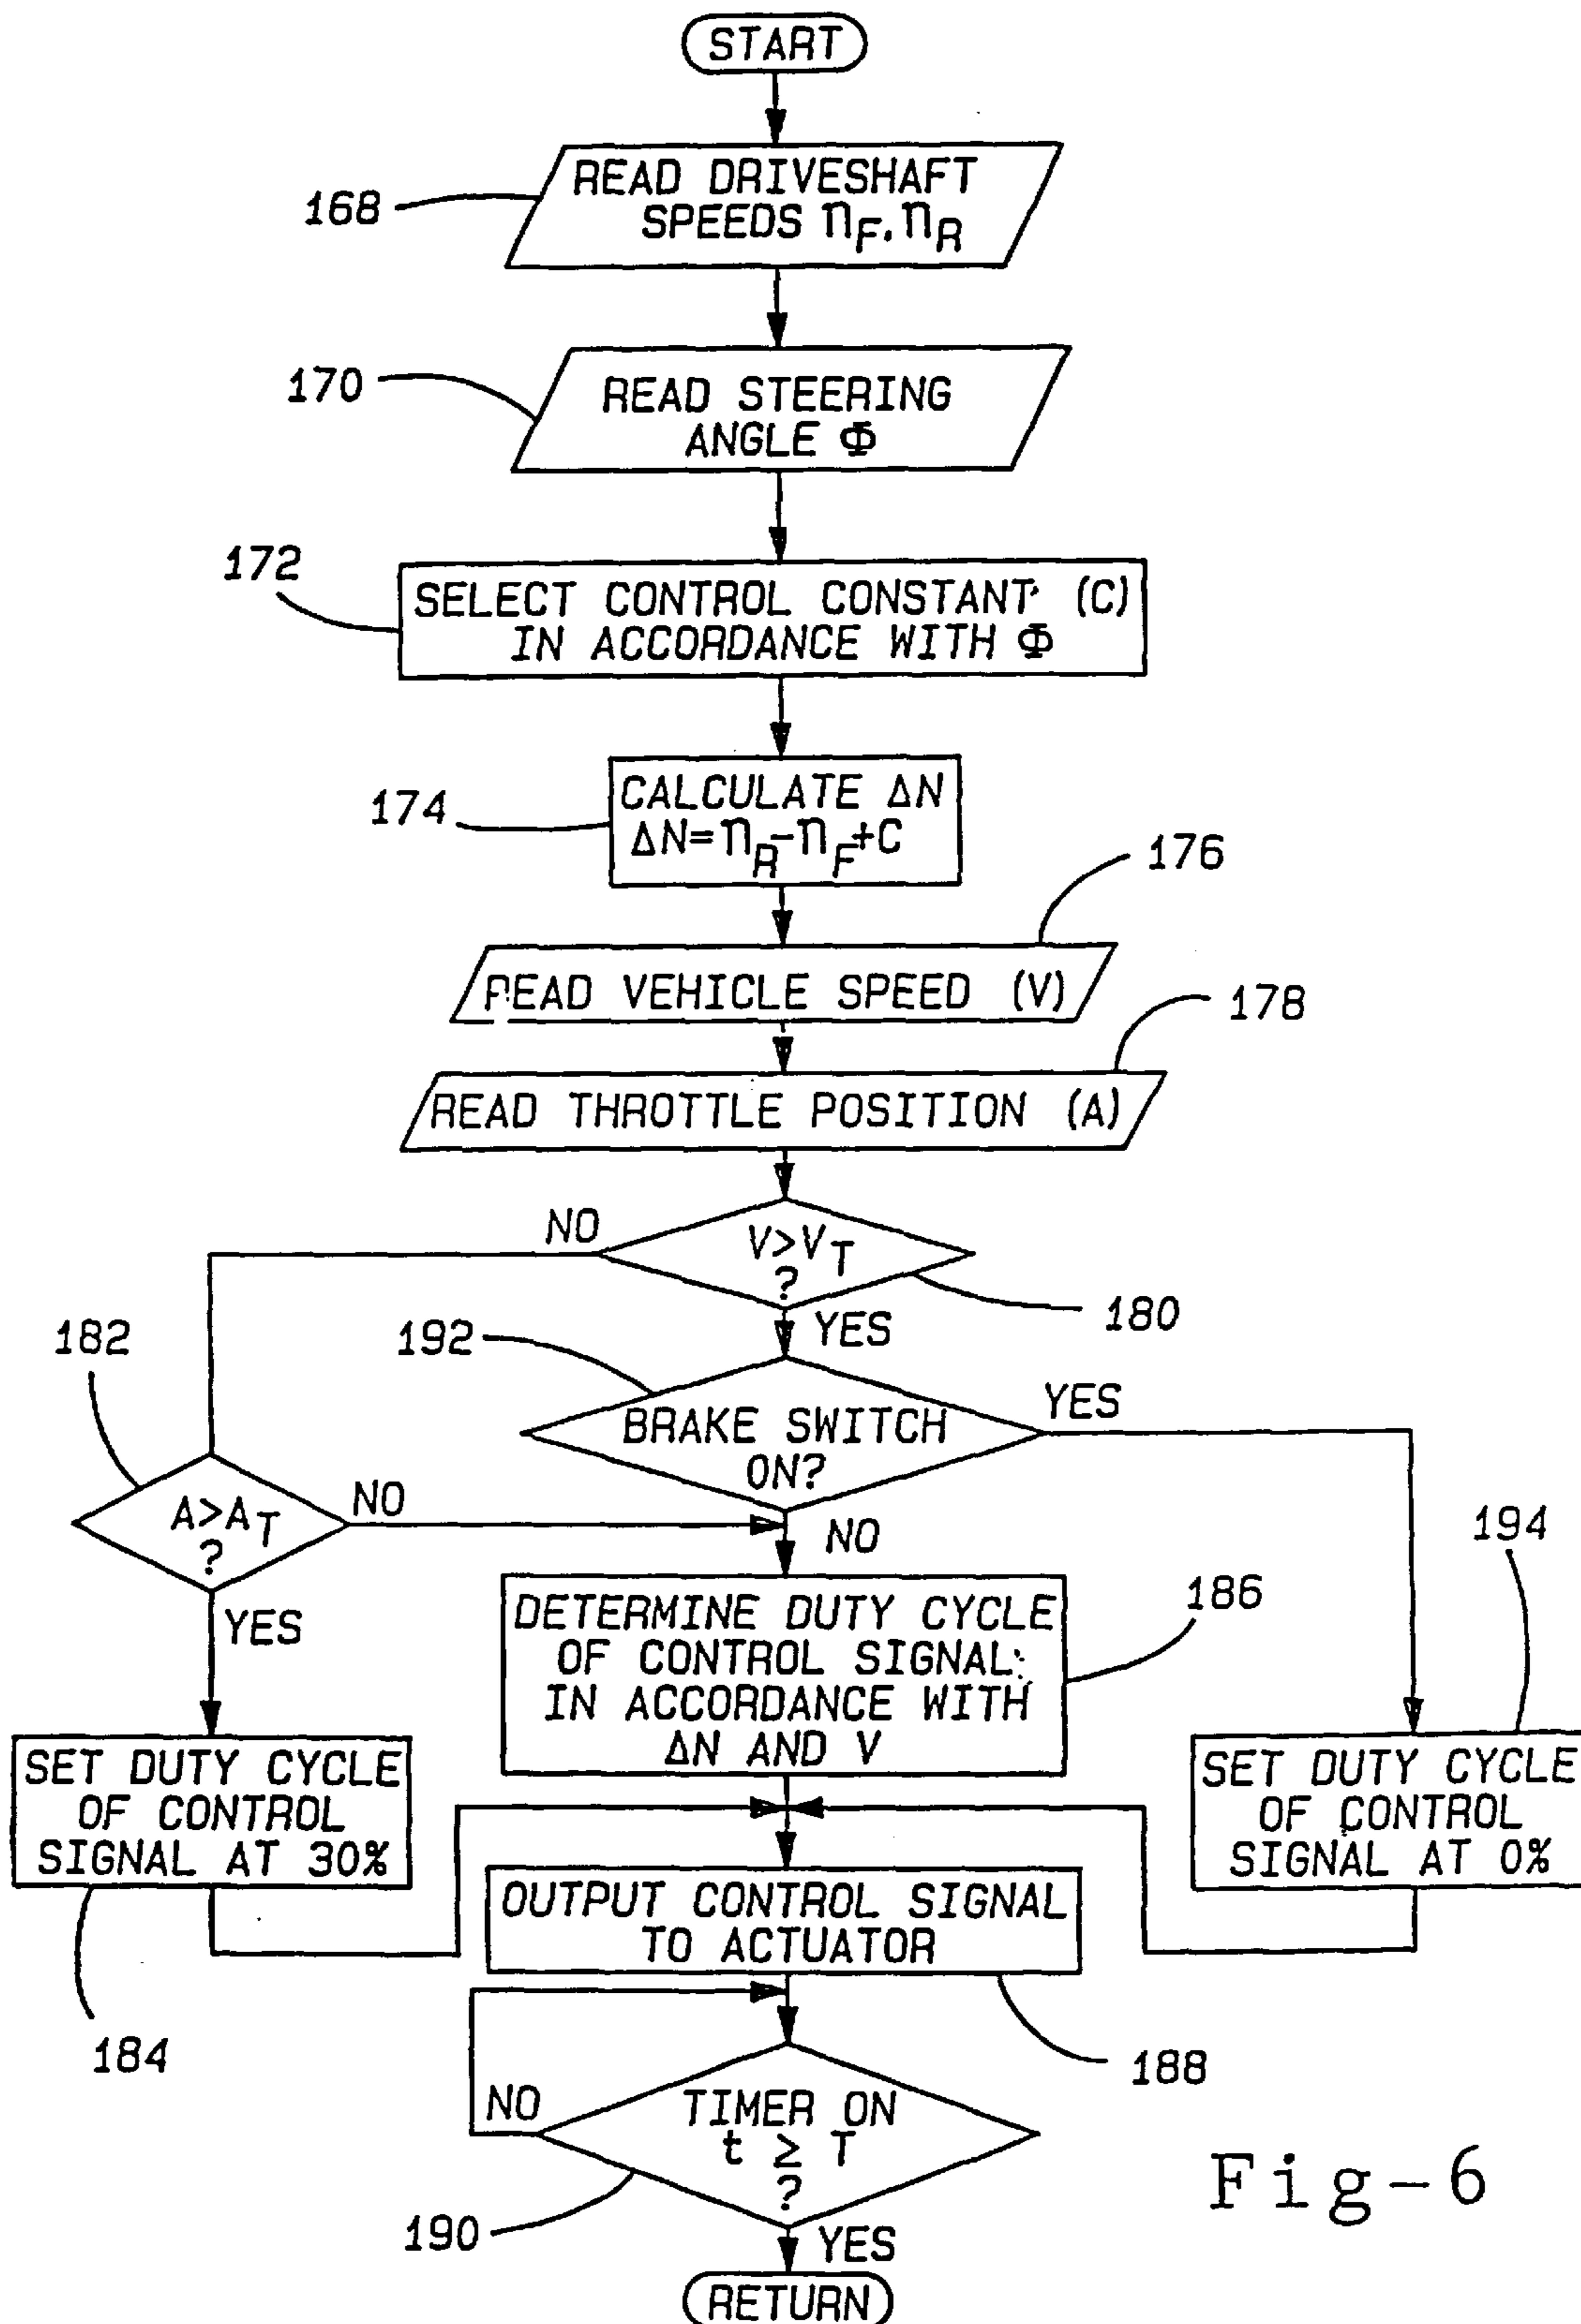 START
168
READ DRIVESHAFT
SPEEDS n_F, n_R
170
READ STEERING
ANGLE Φ
172
SELECT CONTROL CONSTANT (C)
IN ACCORDANCE WITH Φ
174
CALCULATE ΔN
ΔN=n_R-n_F+C
176
READ VEHICLE SPEED (V)
178
READ THROTTLE POSITION (A)
NO
V>V_T
?
180
YES
182
192
BRAKE SWITCH
ON?
YES
A>A_T
?
NO
NO
YES
194
DETERMINE DUTY CYCLE
OF CONTROL SIGNAL
IN ACCORDANCE WITH
ΔN AND V
186
SET DUTY CYCLE
OF CONTROL
SIGNAL AT 30%
184
SET DUTY CYCLE
OF CONTROL
SIGNAL AT 0%
OUTPUT CONTROL SIGNAL
TO ACTUATOR
188
NO
TIMER ON
t ≥ T
?
190
YES
RETURN
Fig-6